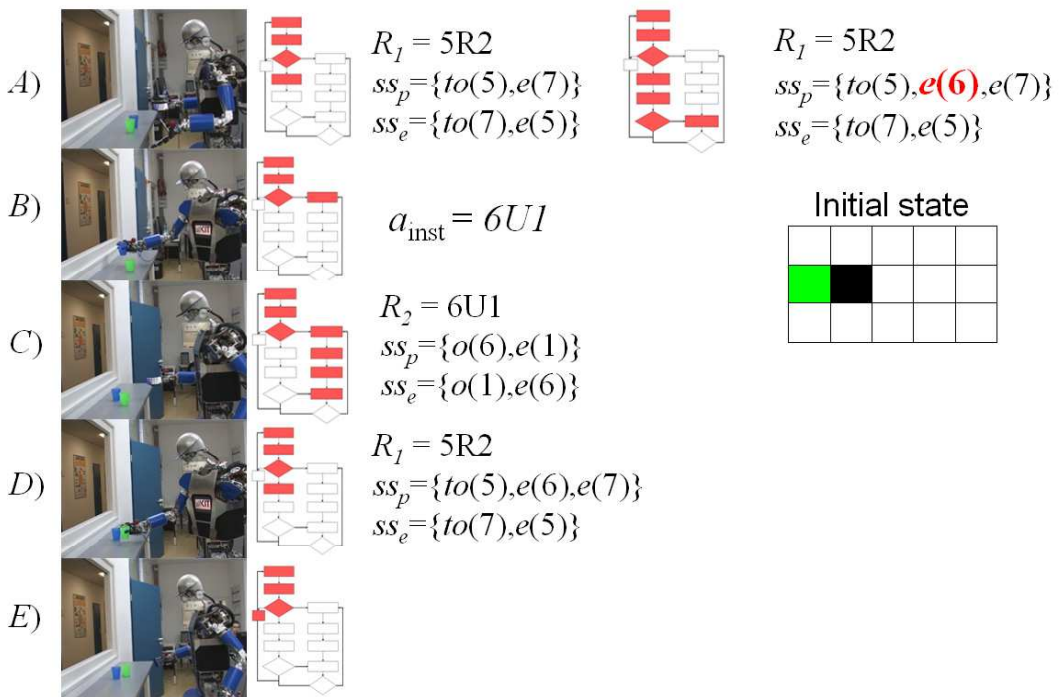 A)
R₁ = 5R2
ssₚ={to(5),e(7)}
ssₑ={to(7),e(5)}
R₁ = 5R2
ssₚ={to(5),e(6),e(7)}
ssₑ={to(7),e(5)}
B)
a_inst = 6U1
Initial state
C)
R₂ = 6U1
ssₚ={o(6),e(1)}
ssₑ={o(1),e(6)}
D)
R₁ = 5R2
ssₚ={to(5),e(6),e(7)}
ssₑ={to(7),e(5)}
E)